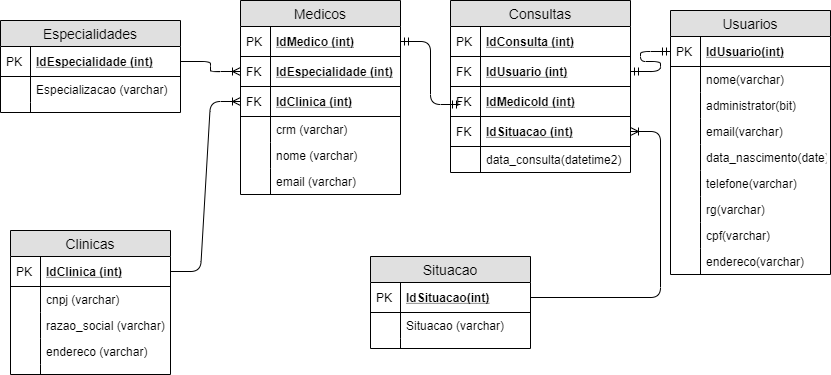 Especialidades
PK IdEspecialidade (int)
Especializacao (varchar)
Medicos
PK IdMedico (int)
FK IdEspecialidade (int)
FK IdClinica (int)
crm (varchar)
nome (varchar)
email (varchar)
Consultas
PK IdConsulta (int)
FK IdUsuario (int)
FK IdMedicoId (int)
FK IdSituacao (int)
data_consulta(datetime2)
Usuarios
PK IdUsuario(int)
nome(varchar)
administrator(bit)
email(varchar)
data_nascimento(date)
telefone(varchar)
rg(varchar)
cpf(varchar)
endereco(varchar)
Clinicas
PK IdClinica (int)
cnpj (varchar)
razao_social (varchar)
endereco (varchar)
Situacao
PK IdSituacao(int)
Situacao (varchar)